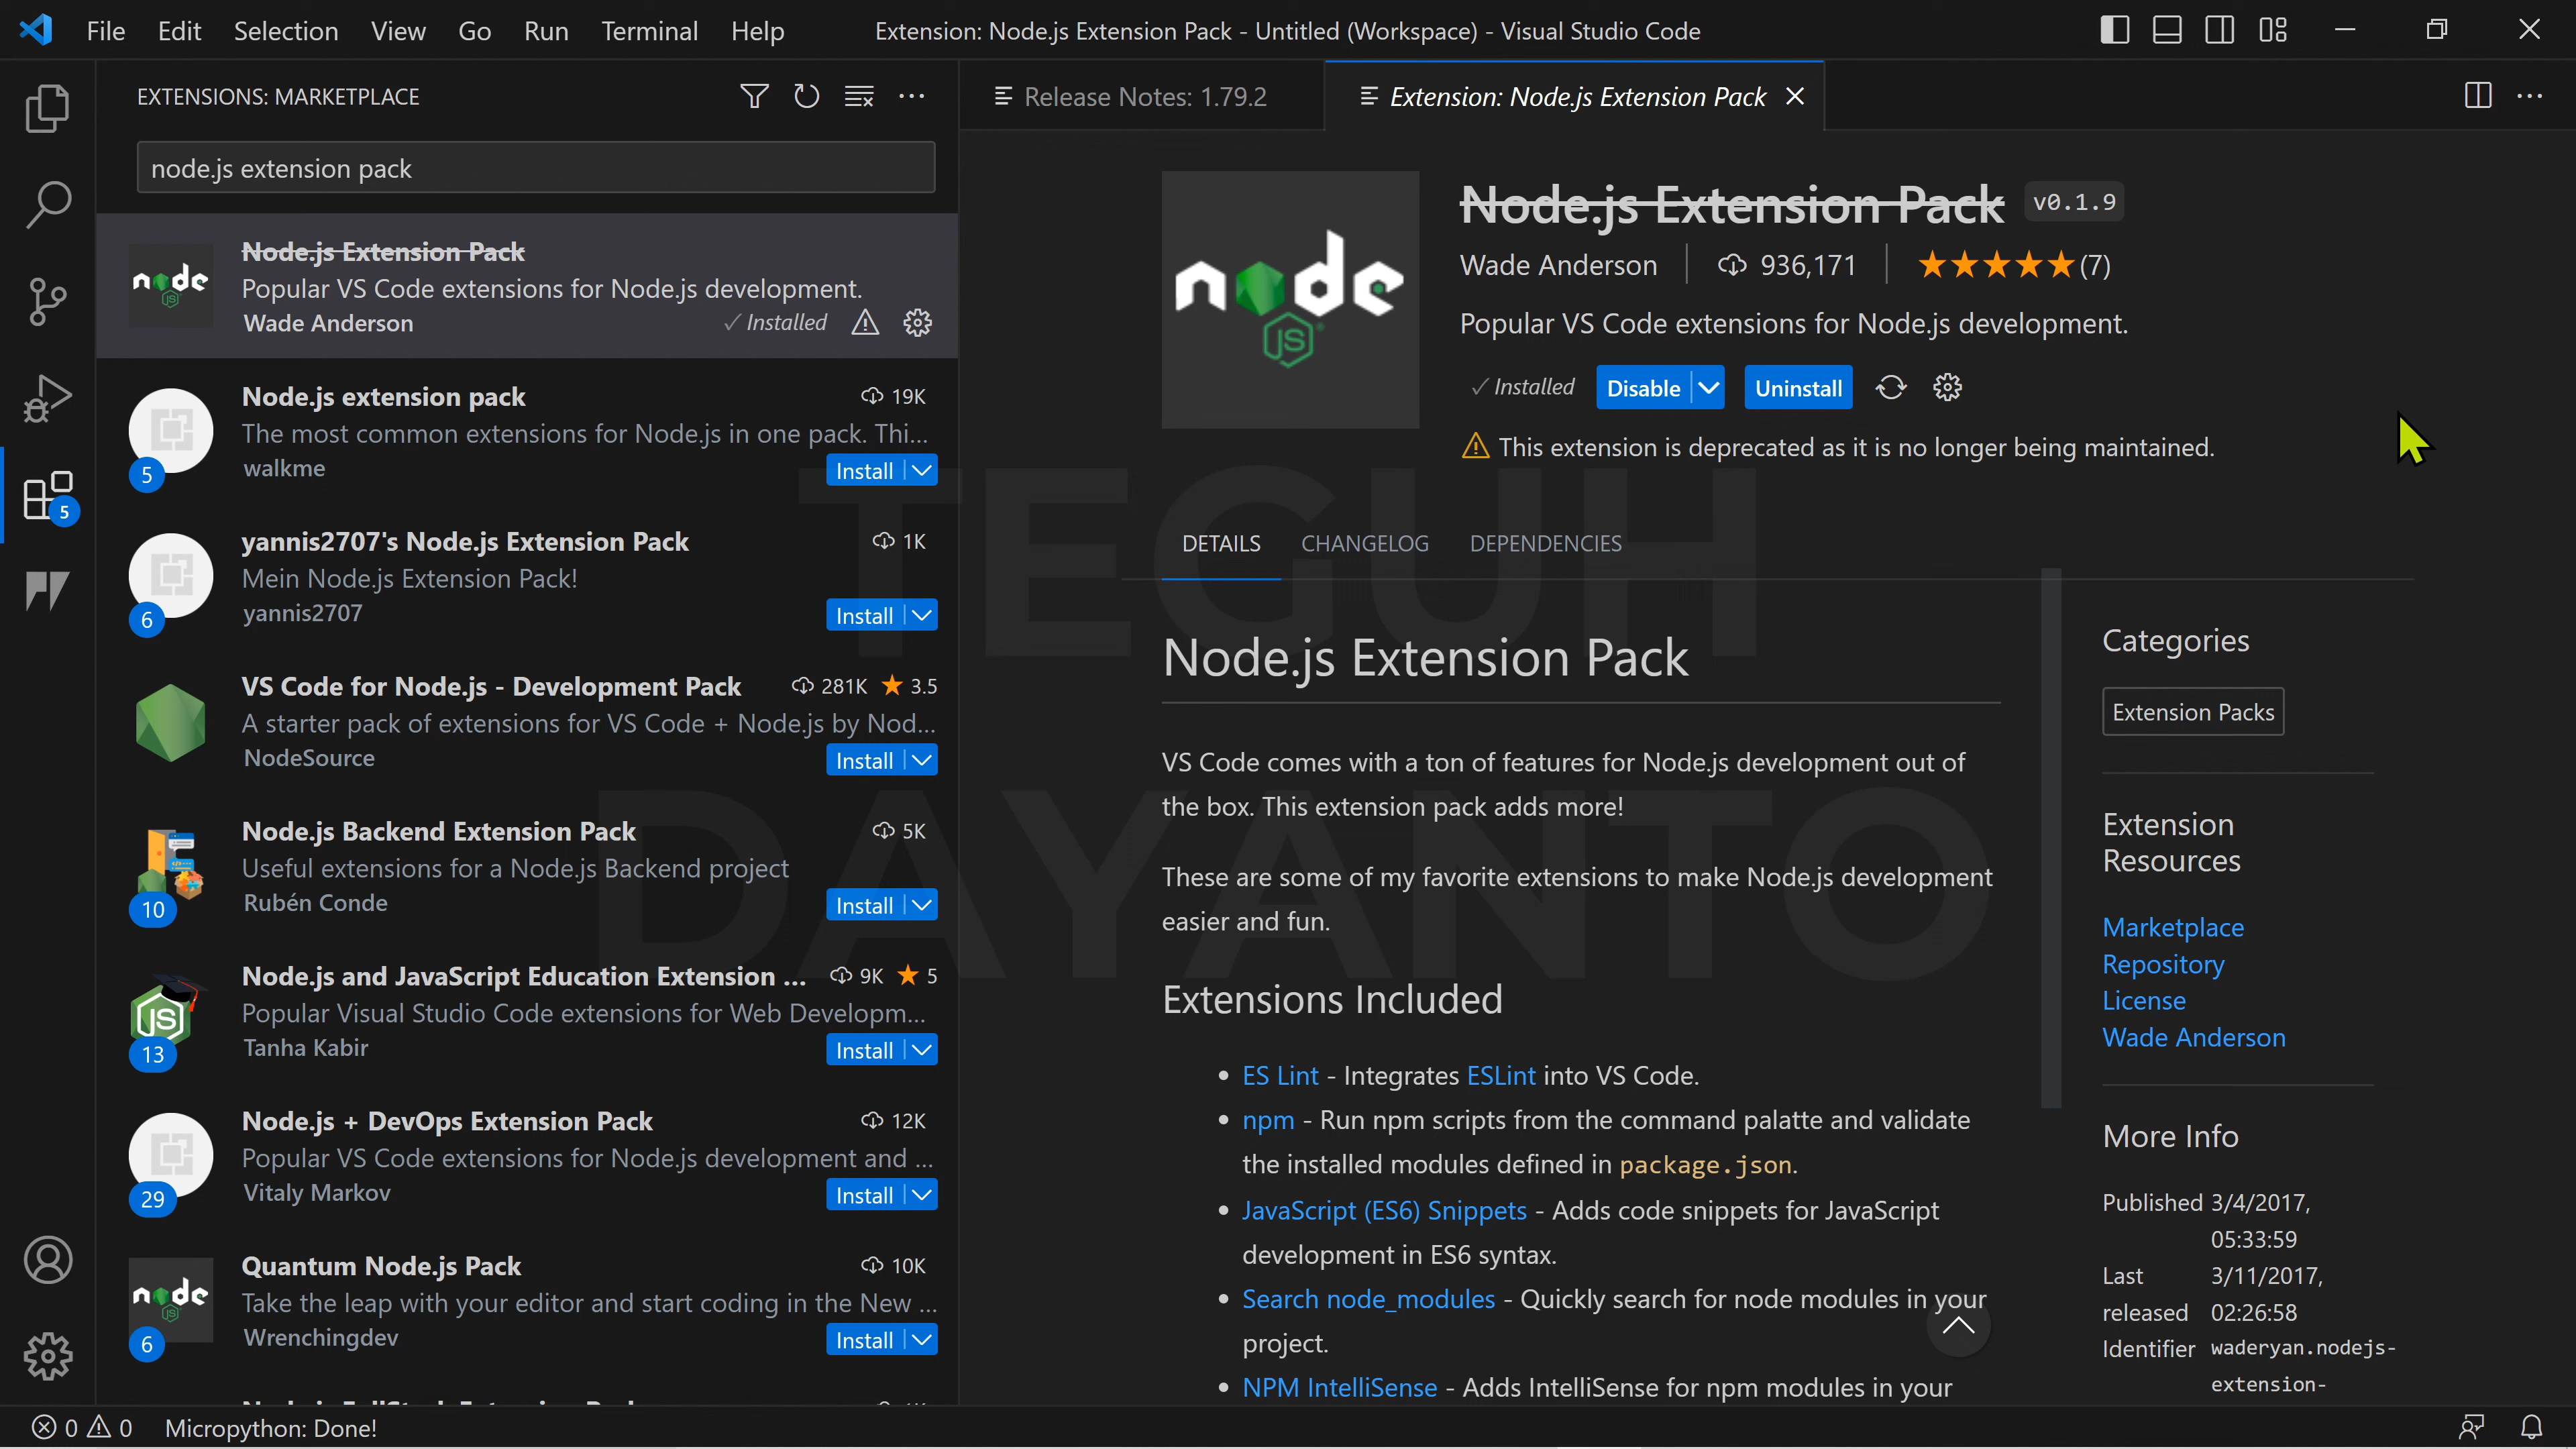 File Edit Selection View Go Run Terminal Help
Extension: Node.js Extension Pack - Untitled (Workspace) - Visual Studio Code
EXTENSIONS: MARKETPLACE
node.js extension pack
Node.js Extension Pack
Popular VS Code extensions for Node.js development.
Wade Anderson
✓ Installed
Node.js extension pack 19K
The most common extensions for Node.js in one pack. Thi...
walkme
Install
5
yannis2707's Node.js Extension Pack 1K
Mein Node.js Extension Pack!
yannis2707
Install
6
VS Code for Node.js - Development Pack 281K ★ 3.5
A starter pack of extensions for VS Code + Node.js by Nod...
NodeSource
Install
Node.js Backend Extension Pack 5K
Useful extensions for a Node.js Backend project
Rubén Conde
Install
10
Node.js and JavaScript Education Extension ... 9K ★ 5
Popular Visual Studio Code extensions for Web Developm...
Tanha Kabir
Install
13
Node.js + DevOps Extension Pack 12K
Popular VS Code extensions for Node.js development and ...
Vitaly Markov
Install
29
Quantum Node.js Pack 10K
Take the leap with your editor and start coding in the New ...
Wrenchingdev
Install
6
5
Release Notes: 1.79.2
Extension: Node.js Extension Pack
node
JS
Node.js Extension Pack v0.1.9
Wade Anderson 936,171 ★★★★★(7)
Popular VS Code extensions for Node.js development.
✓ Installed Disable Uninstall
This extension is deprecated as it is no longer being maintained.
DETAILS CHANGELOG DEPENDENCIES
Node.js Extension Pack
VS Code comes with a ton of features for Node.js development out of
the box. This extension pack adds more!
These are some of my favorite extensions to make Node.js development
easier and fun.
Extensions Included
• ES Lint - Integrates ESLint into VS Code.
• npm - Run npm scripts from the command palatte and validate
the installed modules defined in package.json.
• JavaScript (ES6) Snippets - Adds code snippets for JavaScript
development in ES6 syntax.
• Search node_modules - Quickly search for node modules in your
project.
• NPM IntelliSense - Adds IntelliSense for npm modules in your
Categories
Extension Packs
Extension
Resources
Marketplace
Repository
License
Wade Anderson
More Info
Published 3/4/2017,
05:33:59
Last 3/11/2017,
released 02:26:58
Identifier waderyan.nodejs-
extension-
TEGUH
DAYANTO
0 0 Micropython: Done!